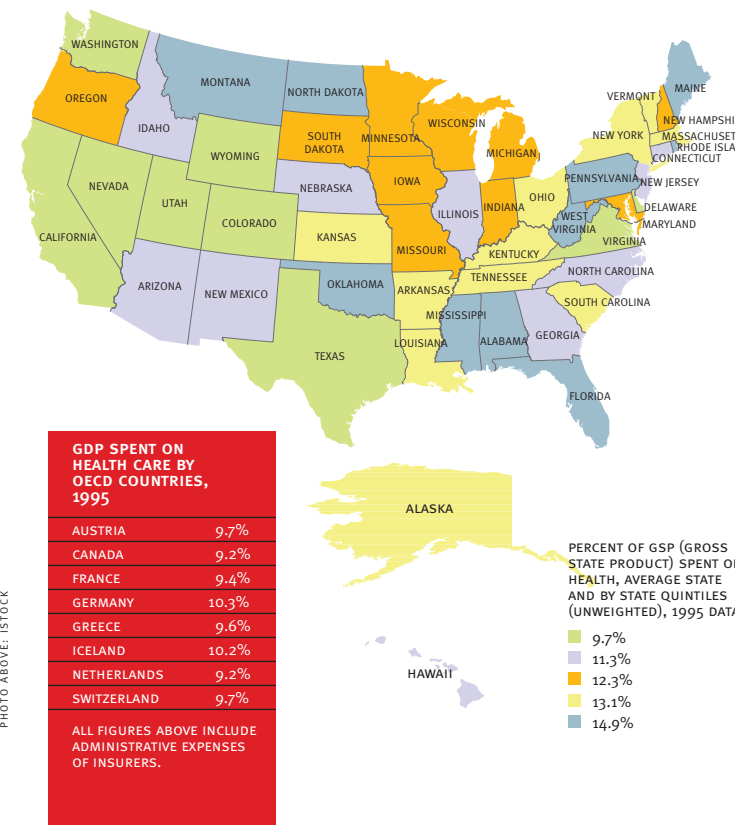 WASHINGTON
MONTANA
NORTH DAKOTA
MAINE
OREGON
VERMONT
IDAHO
WISCONSIN
NEW HAMPSHI
SOUTH
DAKOTA
MINNESOTA
NEW YORK
MASSACHUSET
RHODE ISLA
MICHIGAN
WYOMING
CONNECTICUT
IOWA
PENNSYLVANIA
NEW JERSEY
NEVADA
NEBRASKA
OHIO
UTAH
ILLINOIS
INDIANA
DELAWARE
COLORADO
WEST
VIRGINIA
MARYLAND
CALIFORNIA
KANSAS
MISSOURI
KENTUCKY
VIRGINIA
ARIZONA
NEW MEXICO
OKLAHOMA
ARKANSAS
TENNESSEE
NORTH CAROLINA
SOUTH CAROLINA
MISSISSIPPI
TEXAS
LOUISIANA
ALABAMA
GEORGIA
FLORIDA
GDP SPENT ON
HEALTH CARE BY
OECD COUNTRIES,
1995
AUSTRIA 9.7%
CANADA 9.2%
FRANCE 9.4%
GERMANY 10.3%
GREECE 9.6%
ICELAND 10.2%
NETHERLANDS 9.2%
SWITZERLAND 9.7%
ALL FIGURES ABOVE INCLUDE
ADMINISTRATIVE EXPENSES
OF INSURERS.
PHOTO ABOVE: ISTOCK
ALASKA
HAWAII
PERCENT OF GSP (GROSS
STATE PRODUCT) SPENT O
HEALTH, AVERAGE STATE
AND BY STATE QUINTILES
(UNWEIGHTED), 1995 DATA
9.7%
11.3%
12.3%
13.1%
14.9%